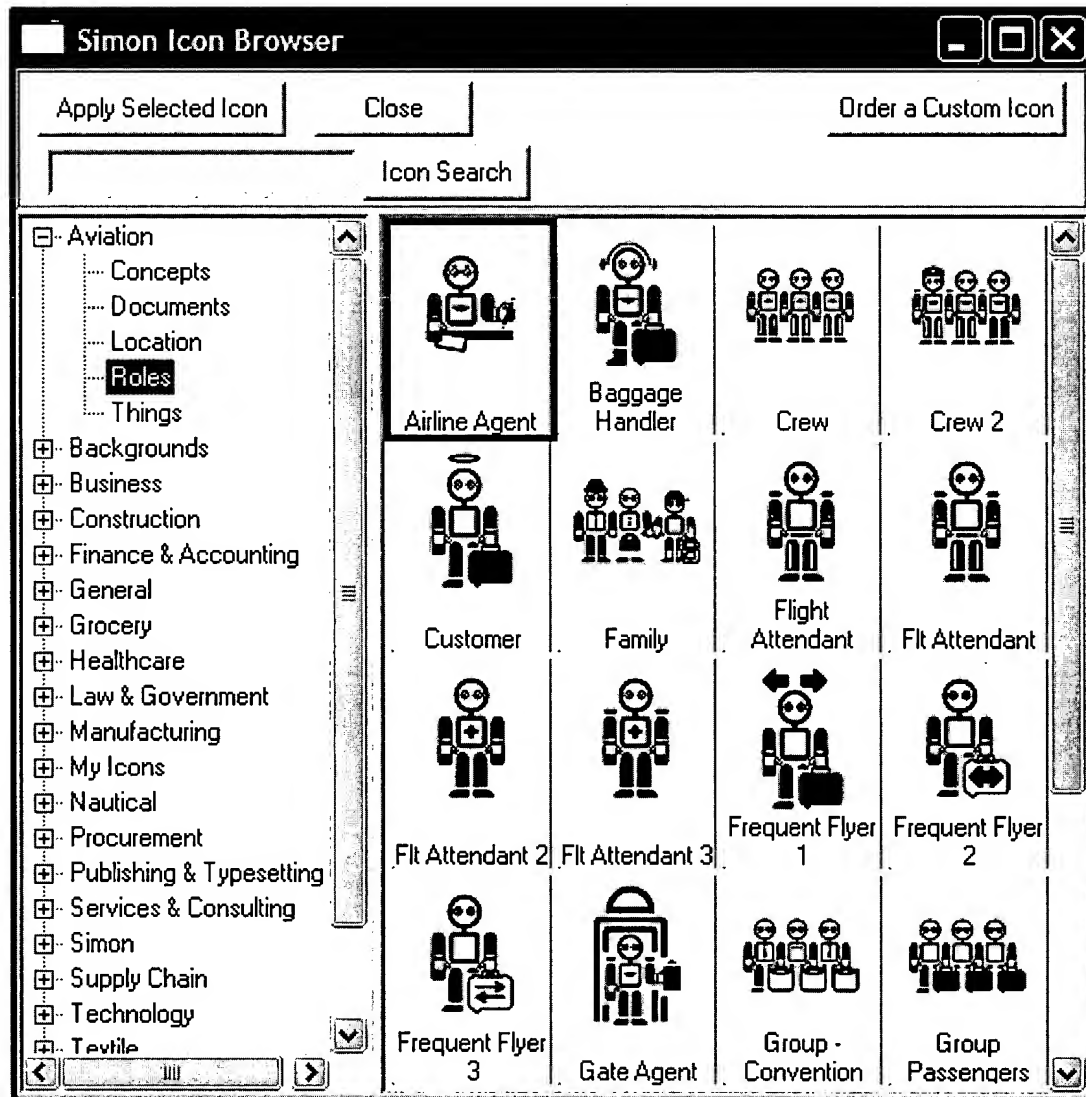 Simon Icon Browser
Apply Selected Icon
Close
Order a Custom Icon
Icon Search
Aviation
Concepts
Documents
Location
Roles
Things
Backgrounds
Business
Construction
Finance & Accounting
General
Grocery
Healthcare
Law & Government
Manufacturing
My Icons
Nautical
Procurement
Publishing & Typesetting
Services & Consulting
Simon
Supply Chain
Technology
Textile
Airline Agent
Baggage
Handler
Crew
Crew 2
Customer
Family
Flight
Attendant
Flt Attendant
Flt Attendant 2
Flt Attendant 3
Frequent Flyer
1
Frequent Flyer
2
Frequent Flyer
3
Gate Agent
Group -
Convention
Group
Passengers